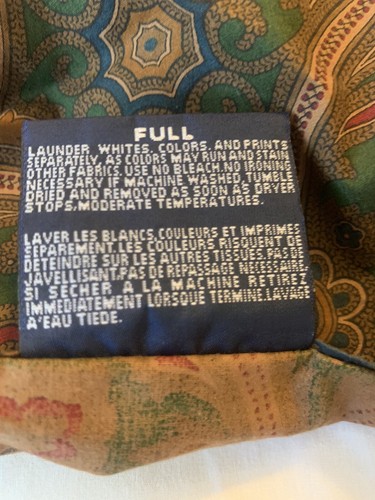 FULL
LAUNDER WHITES, COLORS, AND PRINTS
SEPARATELY, AS COLORS MAY RUN AND STAIN
OTHER FABRICS. USE NO BLEACH. NO IRONING
NECESSARY IF MACHINE WASHED TUMBLE
DRIED AND REMOVED AS SOON AS DRYER
STOPS. MODERATE TEMPERATURES.
LAVER LES BLANCS, COULEURS ET IMPRIMES
SEPAREMENT. LES COULEURS RISQUENT DE
DETEINDRE SUR LES AUTRES TISSUES. PAS DE
JAVELLISANT. PAS DE REPASSAGE NECESSAIRE
SI SECHER A LA MACHINE RETIREZ
IMMEDIATEMENT LORSQUE TERMINE. LAVAGE
A'EAU TIEDE.